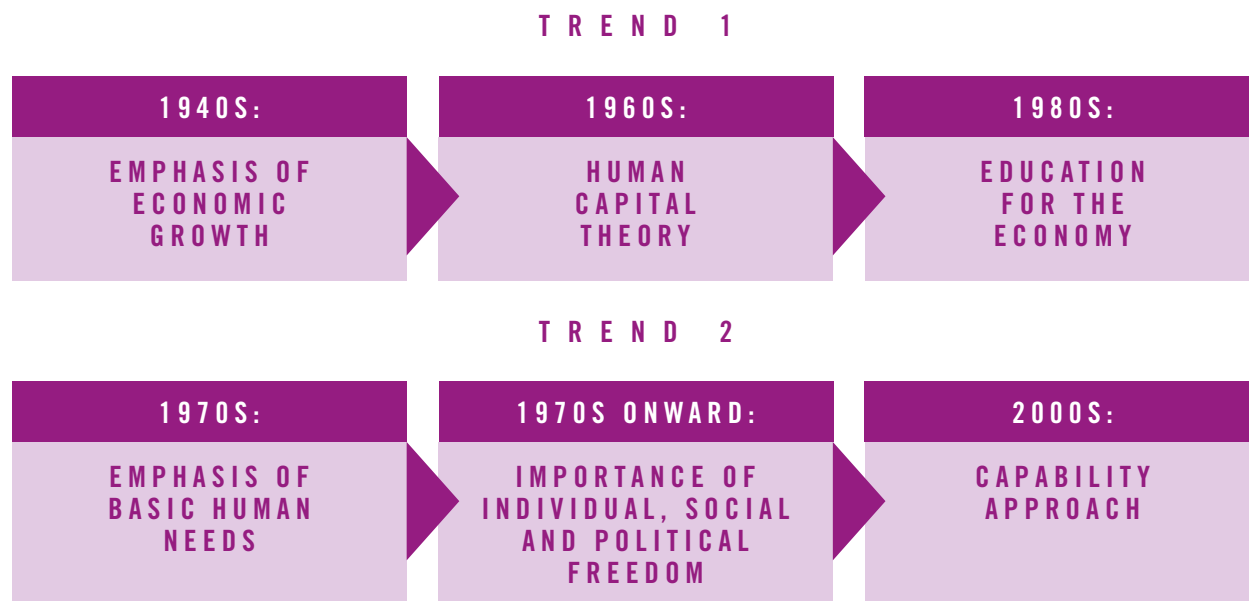 TREND 1
1940S:
EMPHASIS OF
ECONOMIC
GROWTH
1960S:
HUMAN
CAPITAL
THEORY
1980S:
EDUCATION
FOR THE
ECONOMY
TREND 2
1970S:
EMPHASIS OF
BASIC HUMAN
NEEDS
1970S ONWARD:
IMPORTANCE OF
INDIVIDUAL, SOCIAL
AND POLITICAL
FREEDOM
2000S:
CAPABILITY
APPROACH